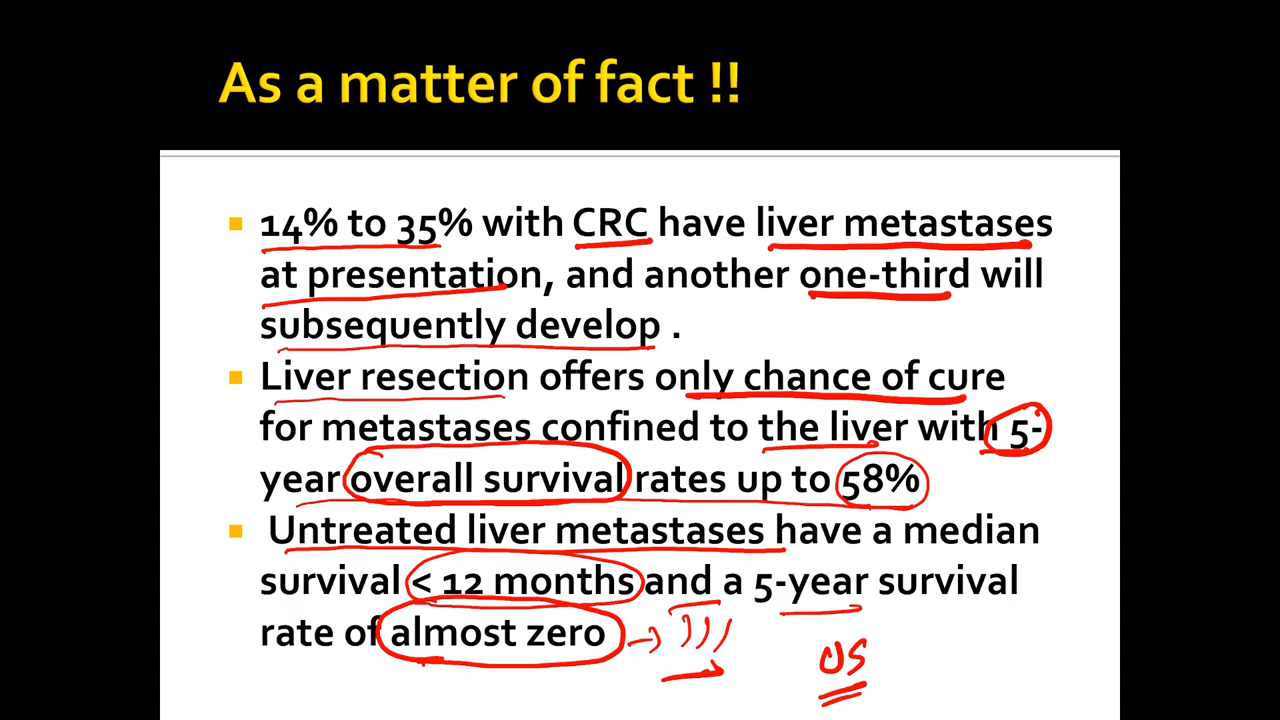 As a matter of fact !!
14% to 35% with CRC have liver metastases
at presentation, and another one-third will
subsequently develop .
Liver resection offers only chance of cure
for metastases confined to the liver with 5-
year overall survival rates up to 58%
Untreated liver metastases have a median
survival < 12 months and a 5-year survival
rate of almost zero
OS